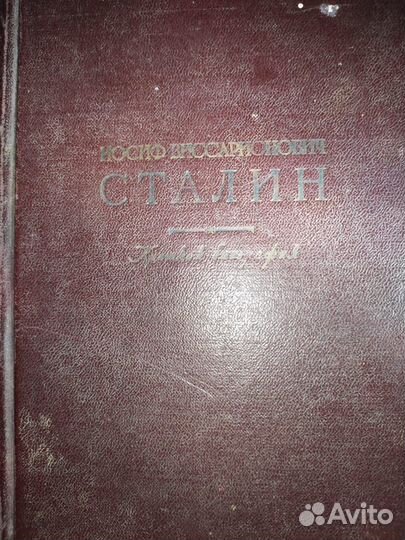 ИОСИФ ВИССАРИОНОВИЧ
СТАЛИН
Краткая биография
Avito